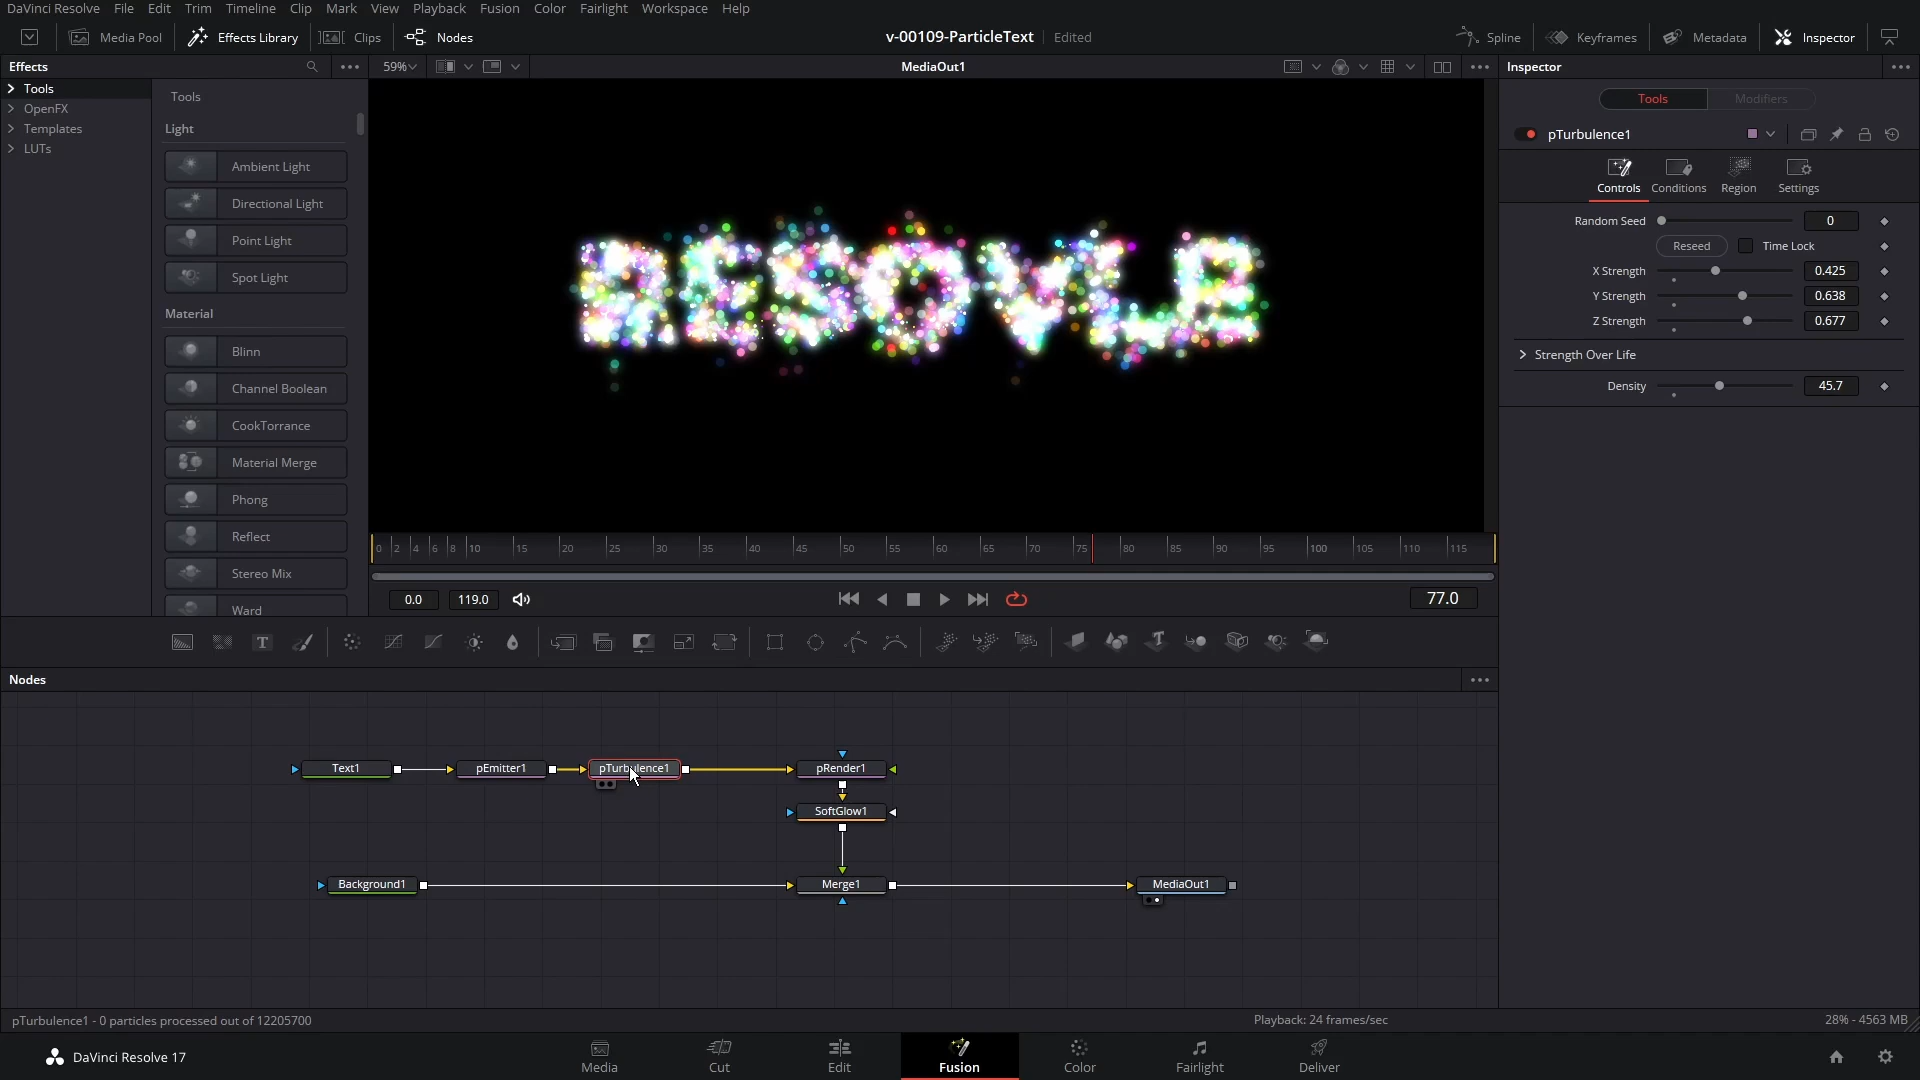 DaVinci Resolve File Edit Trim Timeline Clip Mark View Playback Fusion Color Fairlight Workspace Help
Media Pool Effects Library Clips Nodes v-00109-ParticleText Edited Spline Keyframes Metadata Inspector
Effects 59% MediaOut1 Inspector
Tools
OpenFX
Templates
LUTs
Tools
Light
Ambient Light
Directional Light
Point Light
Spot Light
Material
Blinn
Channel Boolean
CookTorrance
Material Merge
Phong
Reflect
Stereo Mix
Ward
RESOVLE
0 2 4 6 8 10 15 20 25 30 35 40 45 50 55 60 65 70 75 80 85 90 95 100 105 110 115
0.0 119.0 77.0
Tools Modifiers
pTurbulence1
Controls Conditions Region Settings
Random Seed 0
Reseed Time Lock
X Strength 0.425
Y Strength 0.638
Z Strength 0.677
Strength Over Life
Density 45.7
Nodes
Text1 pEmitter1 pTurbulence1 pRender1
SoftGlow1
Background1 Merge1 MediaOut1
pTurbulence1 - 0 particles processed out of 12205700 Playback: 24 frames/sec 28% - 4563 MB
DaVinci Resolve 17 Media Cut Edit Fusion Color Fairlight Deliver